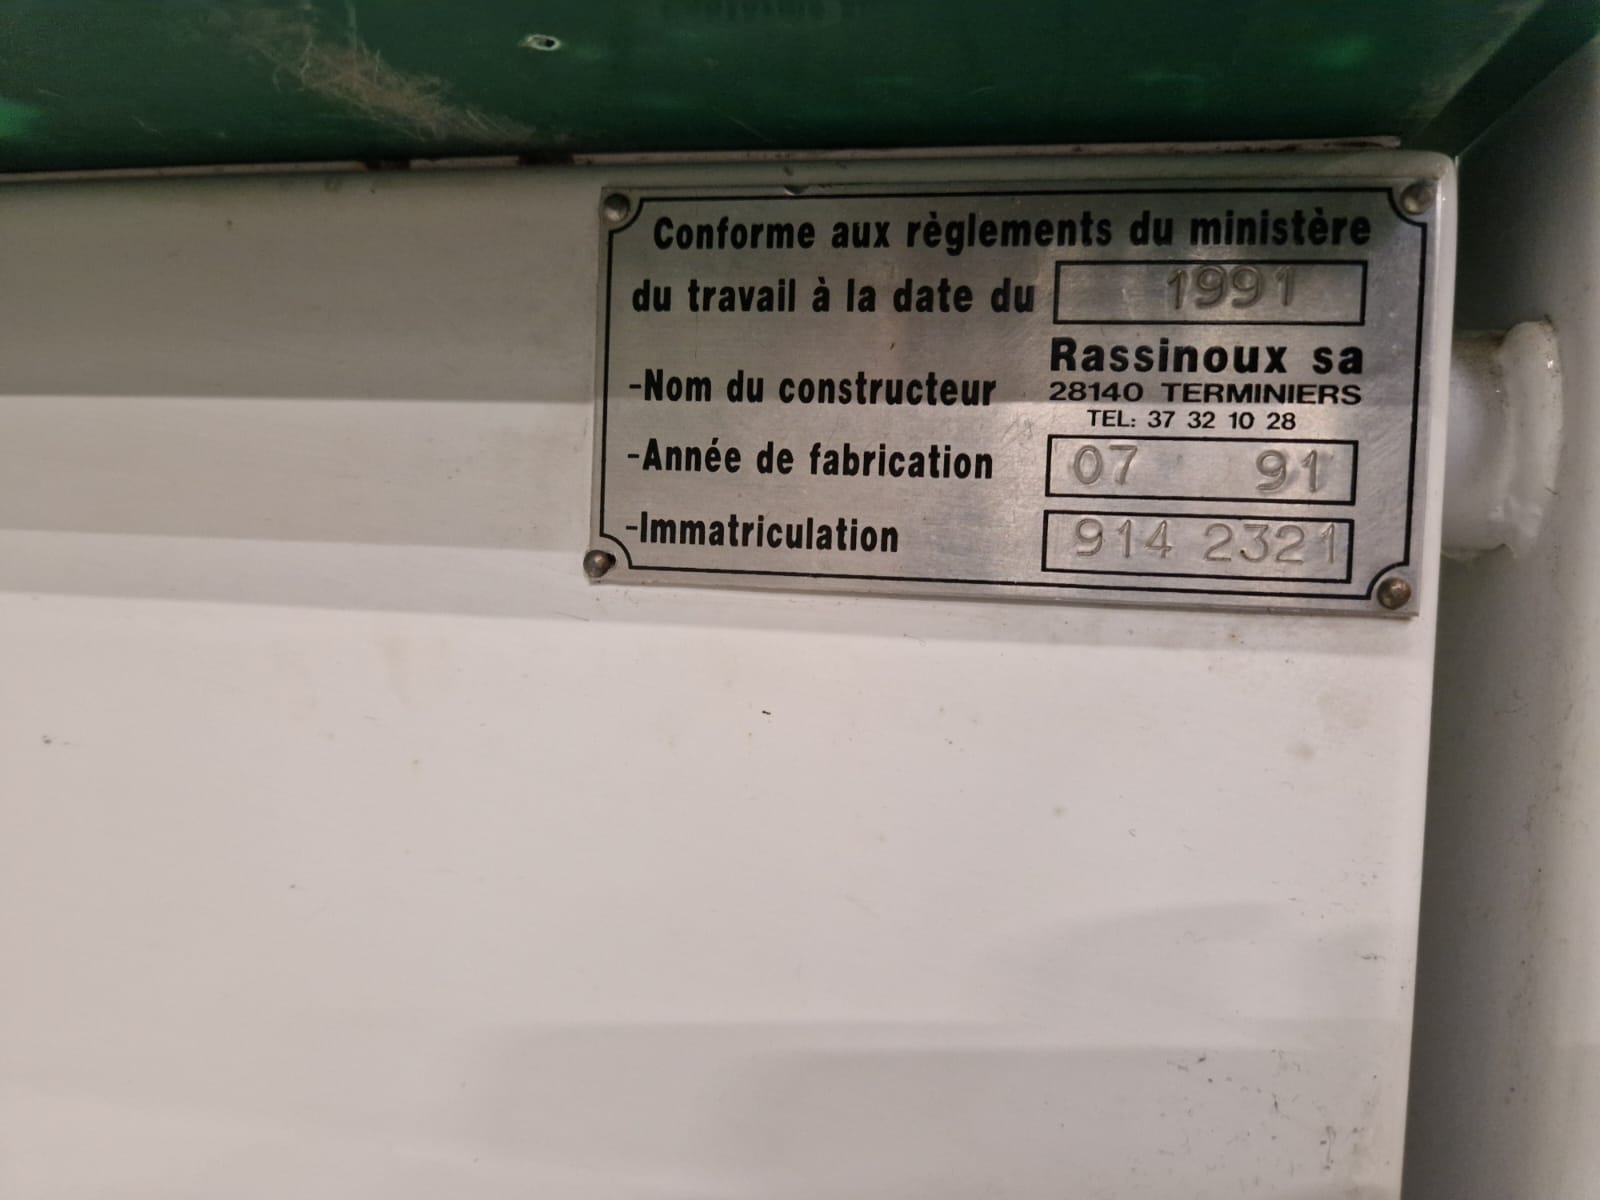 Conforme aux règlements du ministère
du travail à la date du 1991
Rassinoux sa
-Nom du constructeur 28140 TERMINIERS
TEL: 37 32 10 28
-Année de fabrication 07 91
-Immatriculation 914 2321